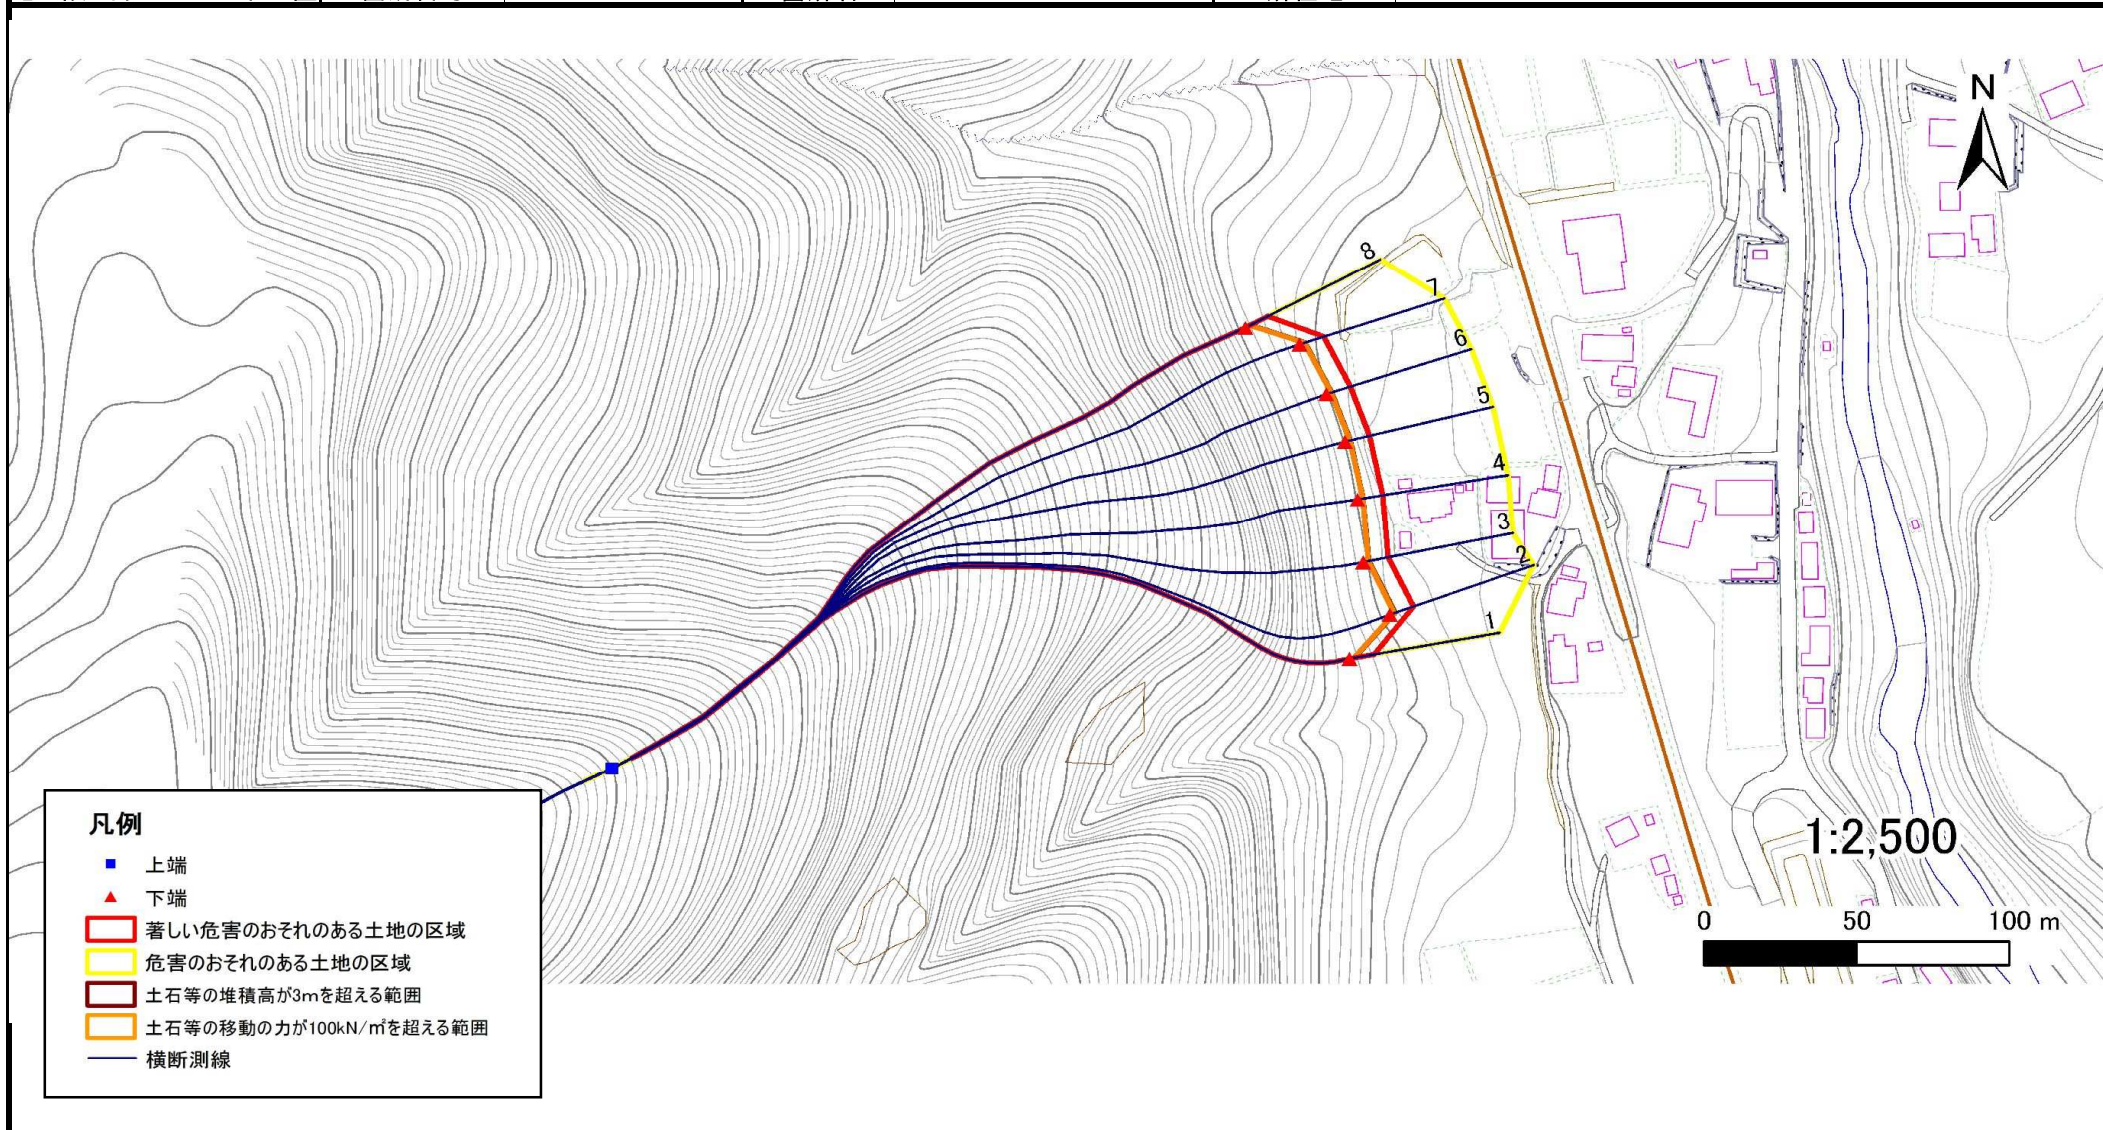 N
8
7
6
5
4
3
2
1
1:2,500
0 50 100 m
凡例
上端
下端
著しい危害のおそれのある土地の区域
危害のおそれのある土地の区域
土石等の堆積高が3mを超える範囲
土石等の移動の力が100kN/㎡を超える範囲
横断測線